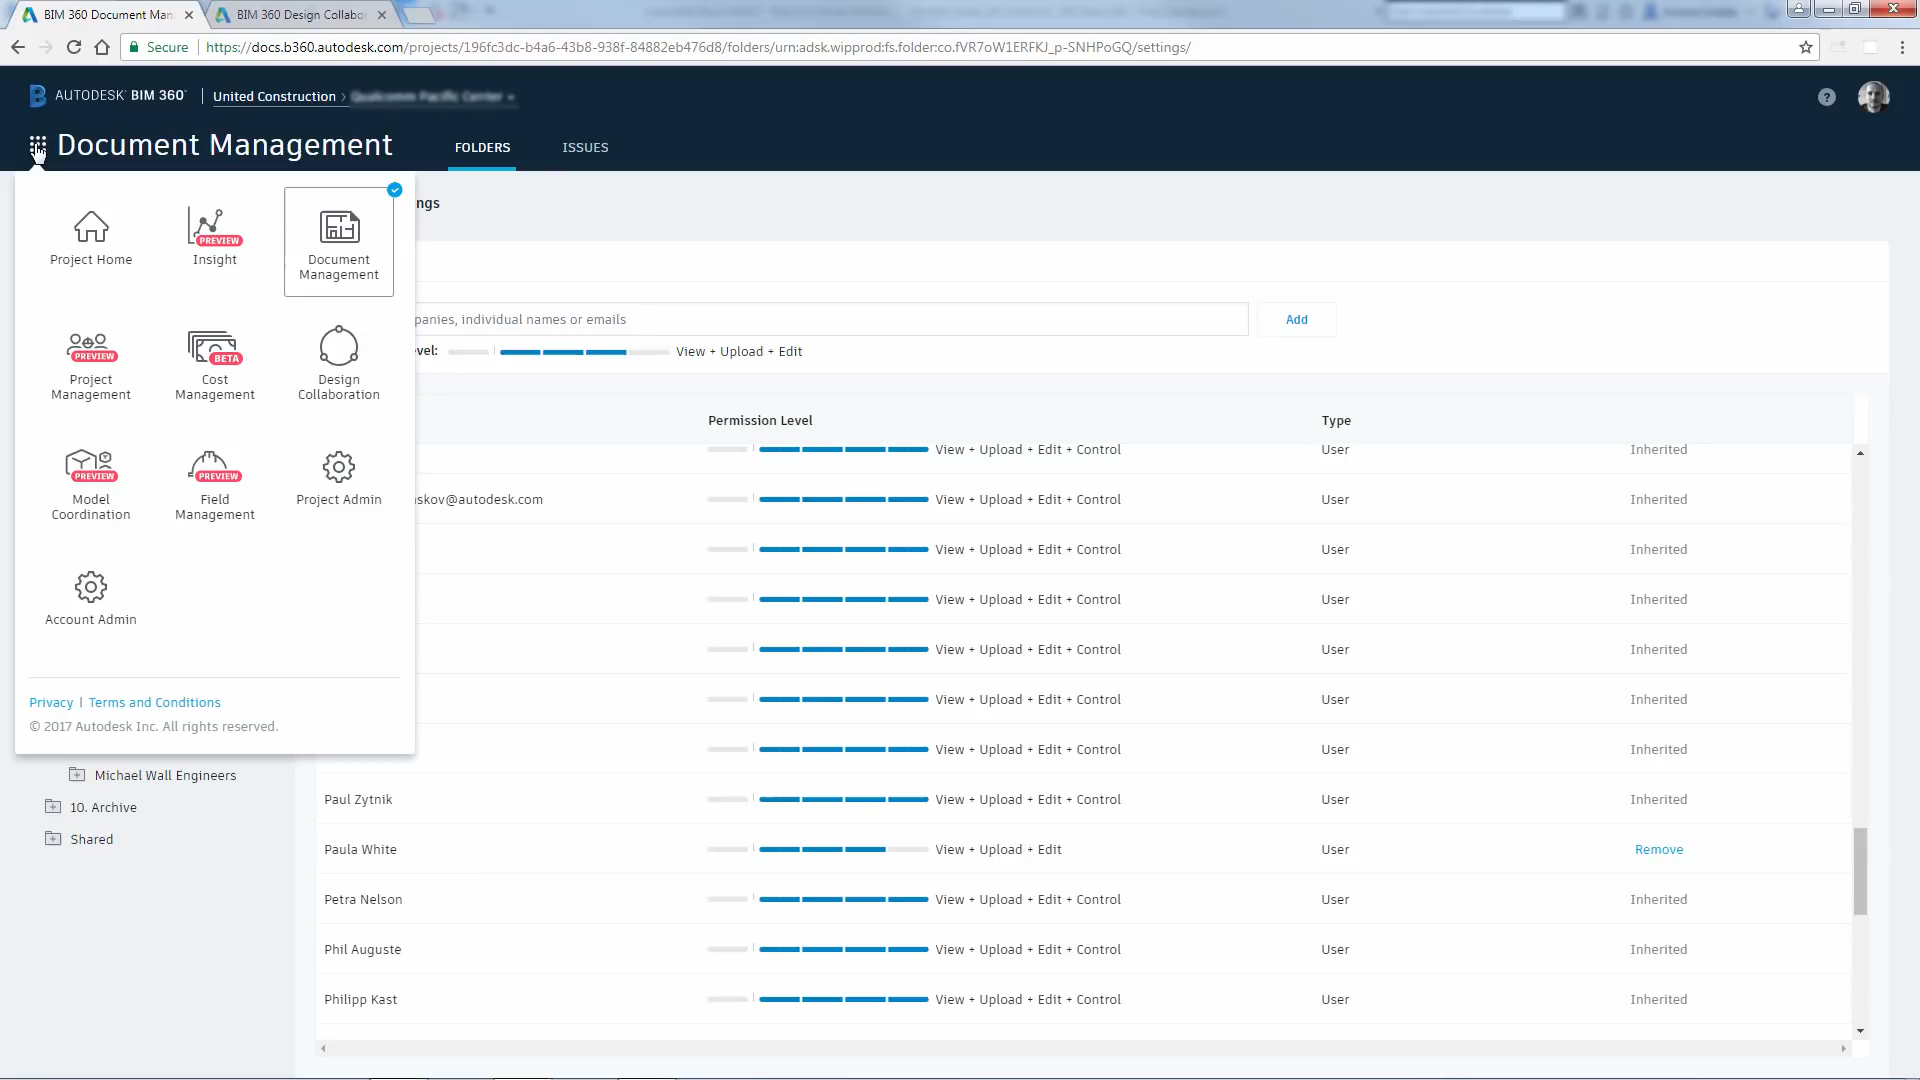 BIM 360 Document Man
BIM 360 Design Collabor
Secure
https://docs.b360.autodesk.com/projects/196fc3dc-b4a6-43b8-938f-84882eb476d8/folders/urn:adsk.wipprod:fs.folder:co.fVR7oW1ERFKJ_p-SNHPoGQ/settings/
AUTODESK® BIM 360™
United Construction >
Document Management
FOLDERS
ISSUES
ngs
Project Home
PREVIEW
Insight
Document
Management
PREVIEW
Project
Management
BETA
Cost
Management
Design
Collaboration
PREVIEW
Model
Coordination
PREVIEW
Field
Management
Project Admin
Account Admin
Privacy | Terms and Conditions
© 2017 Autodesk Inc. All rights reserved.
Michael Wall Engineers
10. Archive
Shared
panies, individual names or emails
Add
evel: View + Upload + Edit
Permission Level Type
View + Upload + Edit + Control User Inherited
skov@autodesk.com View + Upload + Edit + Control User Inherited
View + Upload + Edit + Control User Inherited
View + Upload + Edit + Control User Inherited
View + Upload + Edit + Control User Inherited
View + Upload + Edit + Control User Inherited
View + Upload + Edit + Control User Inherited
Paul Zytnik View + Upload + Edit + Control User Inherited
Paula White View + Upload + Edit User Remove
Petra Nelson View + Upload + Edit + Control User Inherited
Phil Auguste View + Upload + Edit + Control User Inherited
Philipp Kast View + Upload + Edit + Control User Inherited